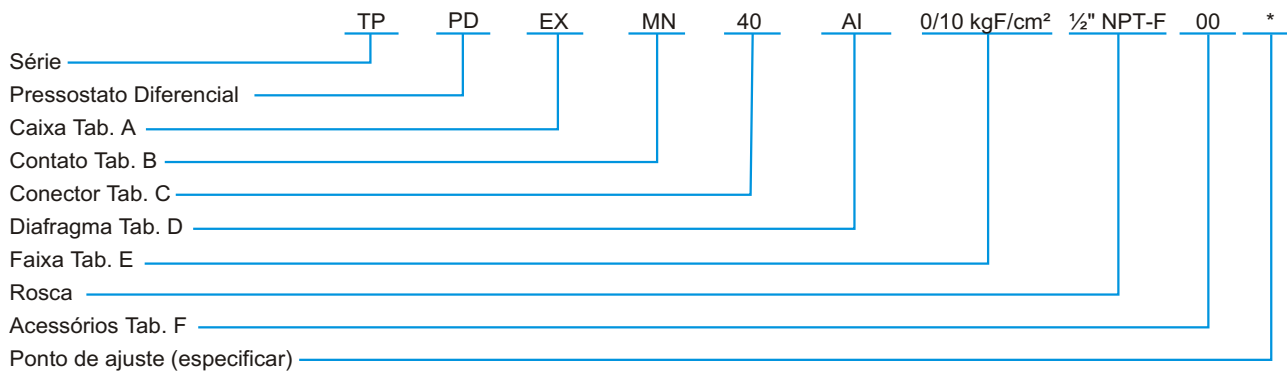 TP PD EX MN 40 AI 0/10 kgF/cm² ½" NPT-F 00 *
Série
Pressostato Diferencial
Caixa Tab. A
Contato Tab. B
Conector Tab. C
Diafragma Tab. D
Faixa Tab. E
Rosca
Acessórios Tab. F
Ponto de ajuste (especificar)